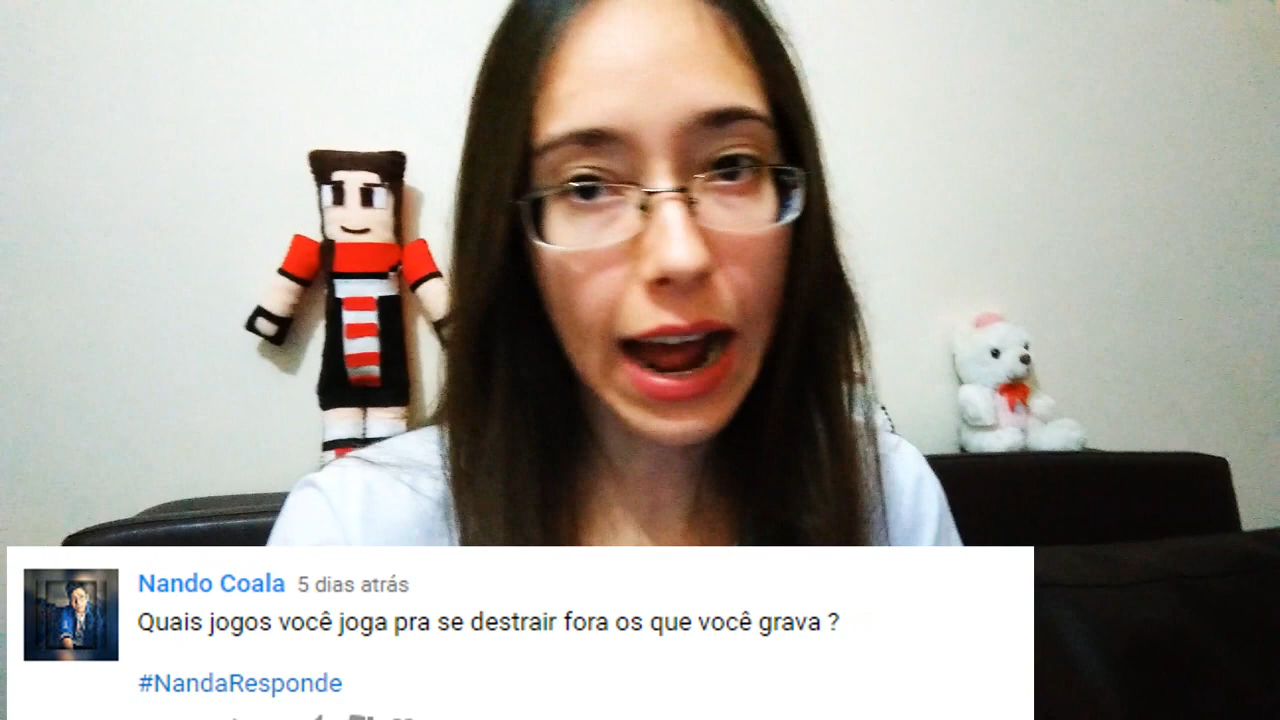 Nando Coala 5 dias atrás
Quais jogos você joga pra se destrair fora os que você grava ?
#NandaResponde